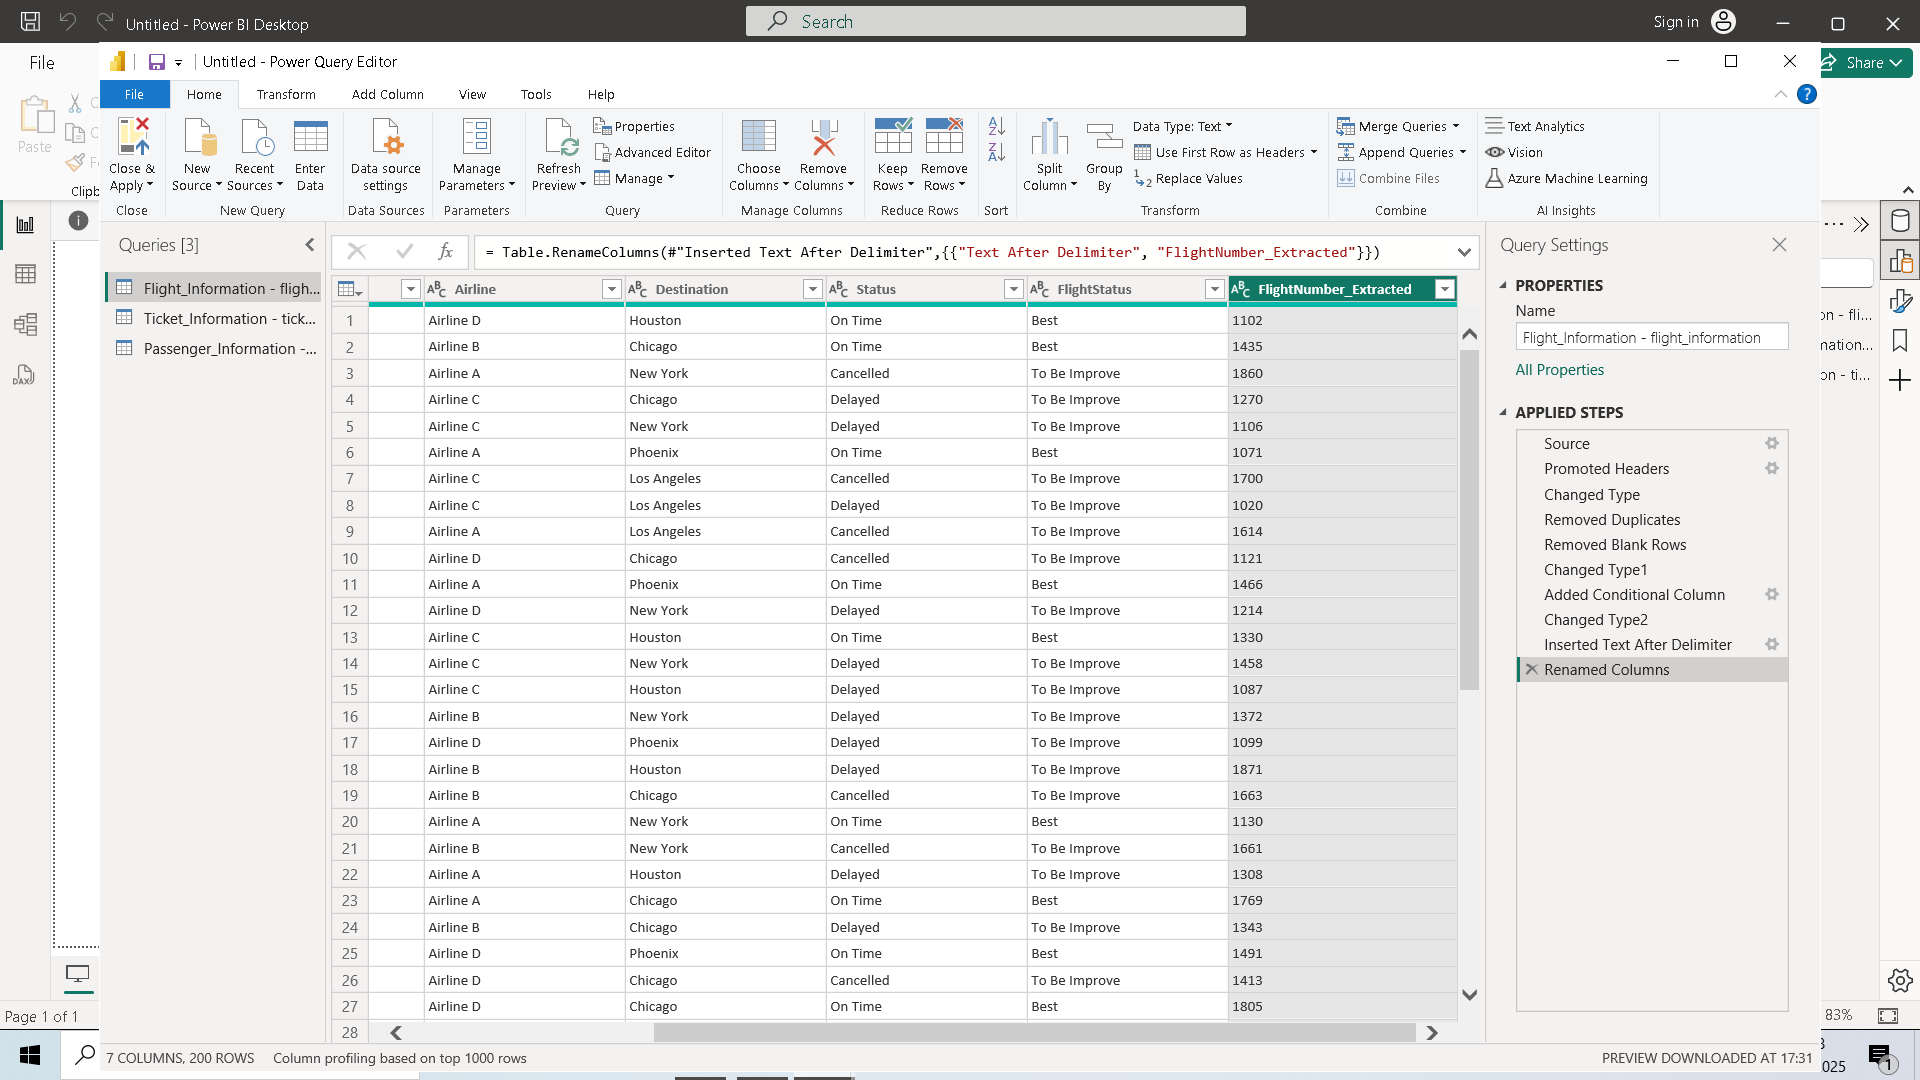 Untitled - Power BI Desktop
Search
Sign in
File
Untitled - Power Query Editor
Share
File
Home
Transform
Add Column
View
Tools
Help
Paste
Clipb
Close & Apply
New Source
Recent Sources
Enter Data
Data source settings
Manage Parameters
Refresh Preview
Properties
Advanced Editor
Manage
Choose Columns
Remove Columns
Keep Rows
Remove Rows
Split Column
Group By
Data Type: Text
Use First Row as Headers
Replace Values
Merge Queries
Append Queries
Combine Files
Text Analytics
Vision
Azure Machine Learning
Close
New Query
Data Sources
Parameters
Query
Manage Columns
Reduce Rows
Sort
Transform
Combine
AI Insights
Queries [3]
Flight_Information - fligh...
Ticket_Information - tick...
Passenger_Information -...
= Table.RenameColumns(#"Inserted Text After Delimiter",{{"Text After Delimiter", "FlightNumber_Extracted"}})
Airline Destination Status FlightStatus FlightNumber_Extracted
1 Airline D Houston On Time Best 1102
2 Airline B Chicago On Time Best 1435
3 Airline A New York Cancelled To Be Improve 1860
4 Airline C Chicago Delayed To Be Improve 1270
5 Airline C New York Delayed To Be Improve 1106
6 Airline A Phoenix On Time Best 1071
7 Airline C Los Angeles Cancelled To Be Improve 1700
8 Airline C Los Angeles Delayed To Be Improve 1020
9 Airline A Los Angeles Cancelled To Be Improve 1614
10 Airline D Chicago Cancelled To Be Improve 1121
11 Airline A Phoenix On Time Best 1466
12 Airline D New York Delayed To Be Improve 1214
13 Airline C Houston On Time Best 1330
14 Airline C New York Delayed To Be Improve 1458
15 Airline C Houston Delayed To Be Improve 1087
16 Airline B New York Delayed To Be Improve 1372
17 Airline D Phoenix Delayed To Be Improve 1099
18 Airline B Houston Delayed To Be Improve 1871
19 Airline B Chicago Cancelled To Be Improve 1663
20 Airline A New York On Time Best 1130
21 Airline B New York Cancelled To Be Improve 1661
22 Airline A Houston Delayed To Be Improve 1308
23 Airline A Chicago On Time Best 1769
24 Airline B Chicago Delayed To Be Improve 1343
25 Airline D Phoenix On Time Best 1491
26 Airline D Chicago Cancelled To Be Improve 1413
27 Airline D Chicago On Time Best 1805
28
Query Settings
PROPERTIES
Name
Flight_Information - flight_information
All Properties
APPLIED STEPS
Source
Promoted Headers
Changed Type
Removed Duplicates
Removed Blank Rows
Changed Type1
Added Conditional Column
Changed Type2
Inserted Text After Delimiter
Renamed Columns
on - fli...
mation...
on - ti...
Page 1 of 1
83%
7 COLUMNS, 200 ROWS
Column profiling based on top 1000 rows
PREVIEW DOWNLOADED AT 17:31
025
1